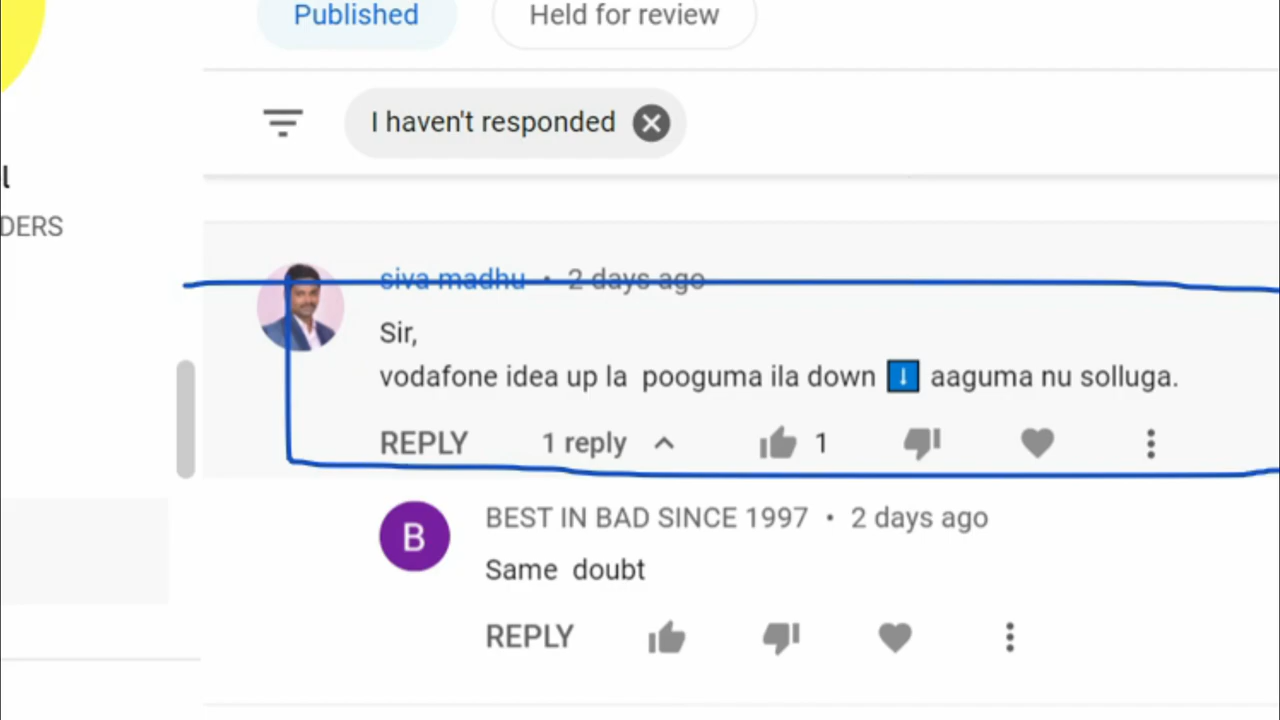 Published
Held for review
I haven't responded
l
DERS
siva madhu • 2 days ago
Sir,
vodafone idea up la pooguma ila down ⬇️ aaguma nu solluga.
REPLY
1 reply
1
B
BEST IN BAD SINCE 1997 • 2 days ago
Same doubt
REPLY